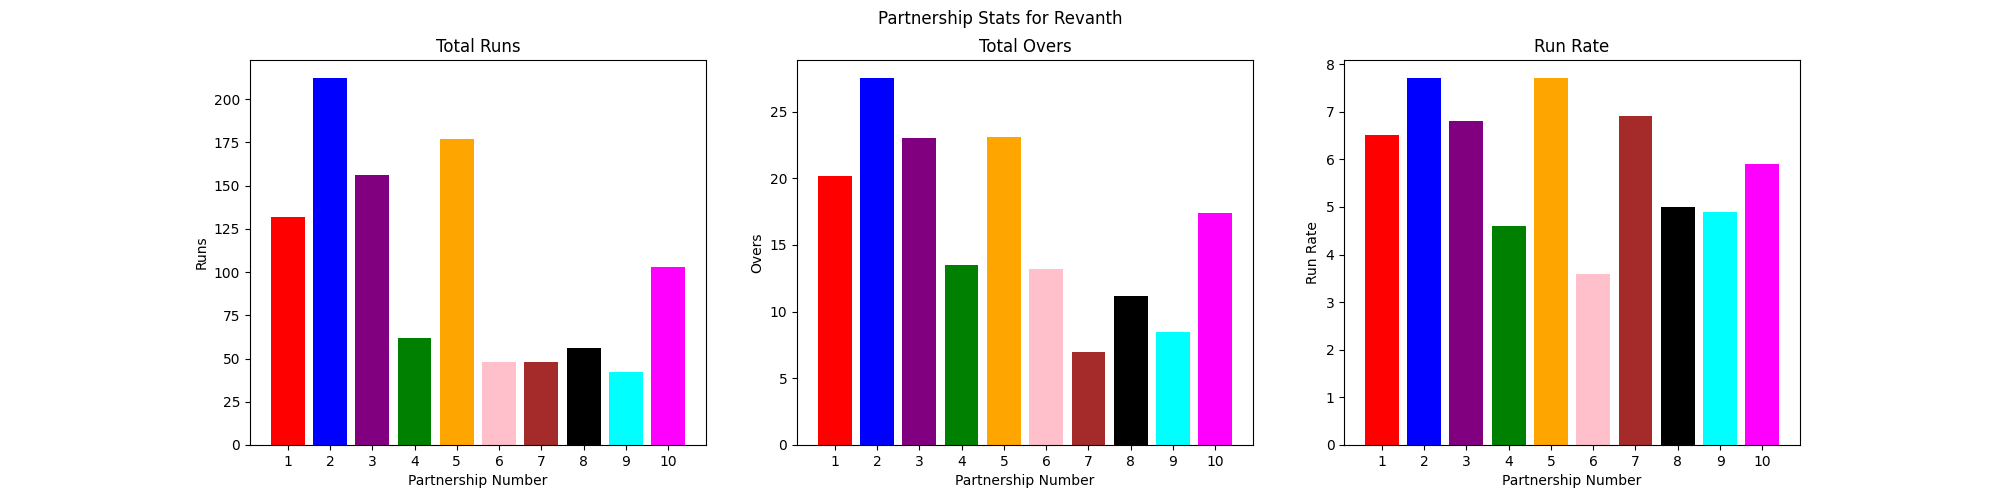 Partnership Stats for Revanth
Total Runs
Runs
200
175
150
125
100
75
50
25
0
1 2 3 4 5 6 7 8 9 10
Partnership Number
Total Overs
Overs
25
20
15
10
5
0
1 2 3 4 5 6 7 8 9 10
Partnership Number
Run Rate
Run Rate
8
7
6
5
4
3
2
1
0
1 2 3 4 5 6 7 8 9 10
Partnership Number